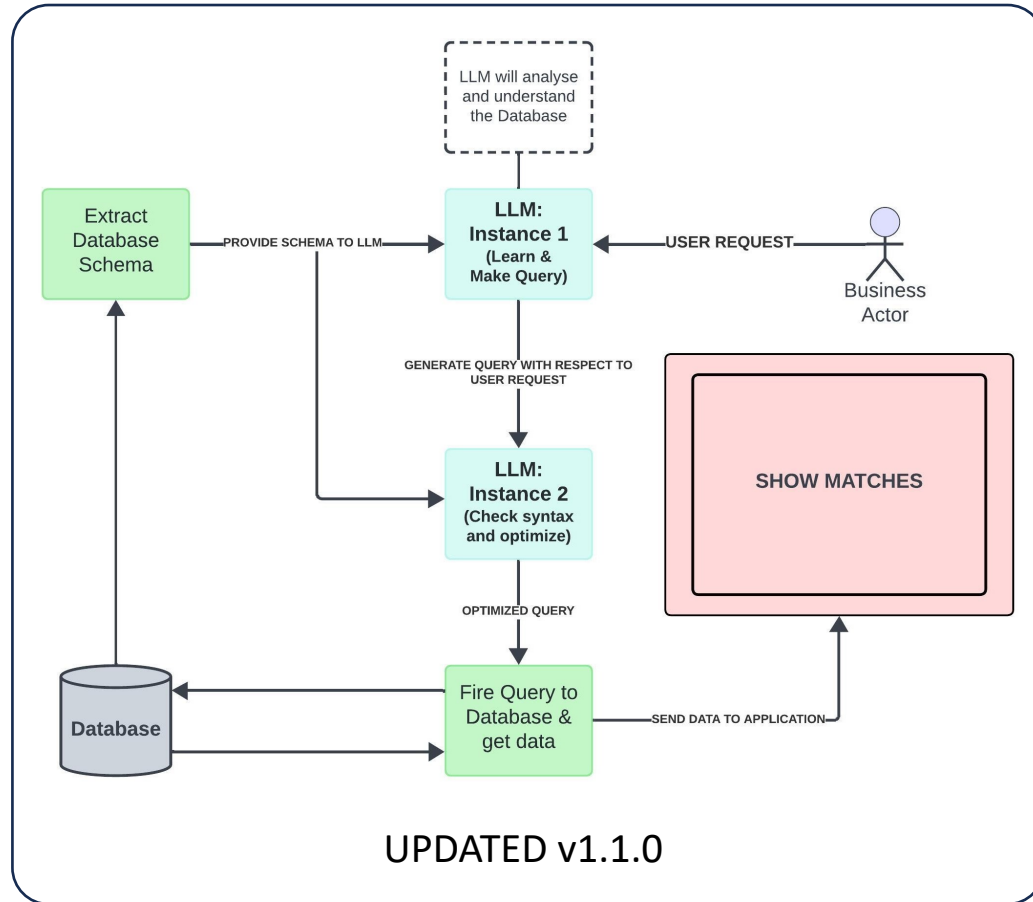 LLM will analyse
and understand
the Database
Extract
Database
Schema
PROVIDE SCHEMA TO LLM
LLM:
Instance 1
(Learn &
Make Query)
USER REQUEST
Business
Actor
GENERATE QUERY WITH RESPECT TO
USER REQUEST
LLM:
Instance 2
(Check syntax
and optimize)
SHOW MATCHES
OPTIMIZED QUERY
Database
Fire Query to
Database &
get data
SEND DATA TO APPLICATION
UPDATED v1.1.0